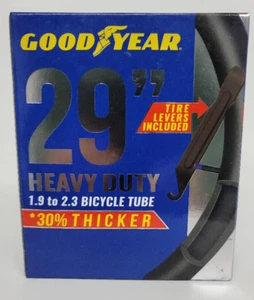 GOODYEAR
29"
TIRE
LEVERS
INCLUDED
HEAVY DUTY
1.9 to 2.3 BICYCLE TUBE
*30% THICKER